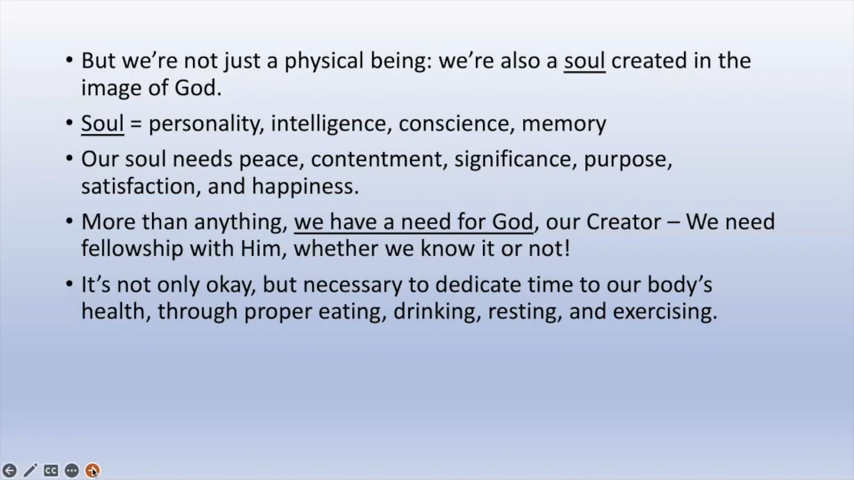 • But we’re not just a physical being: we’re also a soul created in the
image of God.
• Soul = personality, intelligence, conscience, memory
• Our soul needs peace, contentment, significance, purpose,
satisfaction, and happiness.
• More than anything, we have a need for God, our Creator – We need
fellowship with Him, whether we know it or not!
• It’s not only okay, but necessary to dedicate time to our body’s
health, through proper eating, drinking, resting, and exercising.
CC